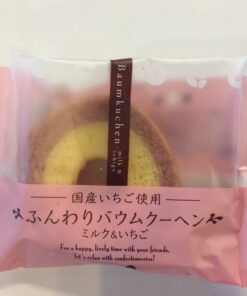 Baumkuchen
milk &
ichigo
国産いちご使用
ふんわりバウムクーヘン
ミルク&いちご
For a happy, lively time with your friends,
let's relax with confectioneries!